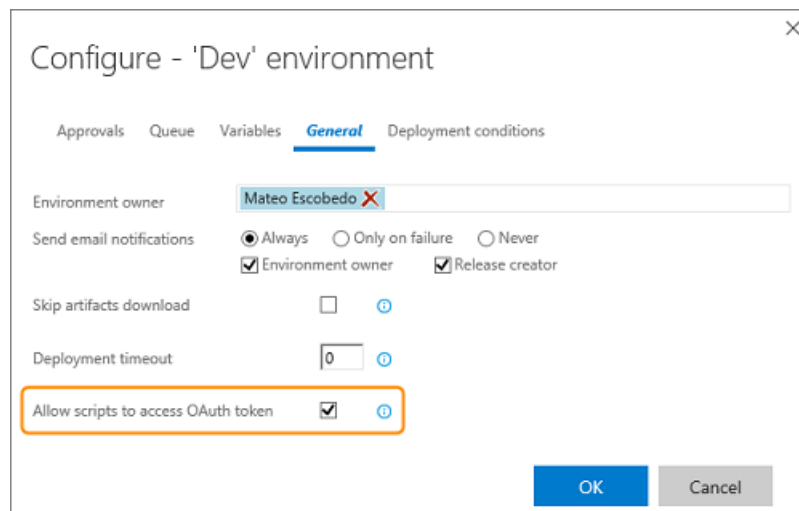 Configure - 'Dev' environment
Approvals Queue Variables General Deployment conditions
Environment owner Mateo Escobedo
Send email notifications Always Only on failure Never
Environment owner Release creator
Skip artifacts download
Deployment timeout 0
Allow scripts to access OAuth token
OK Cancel